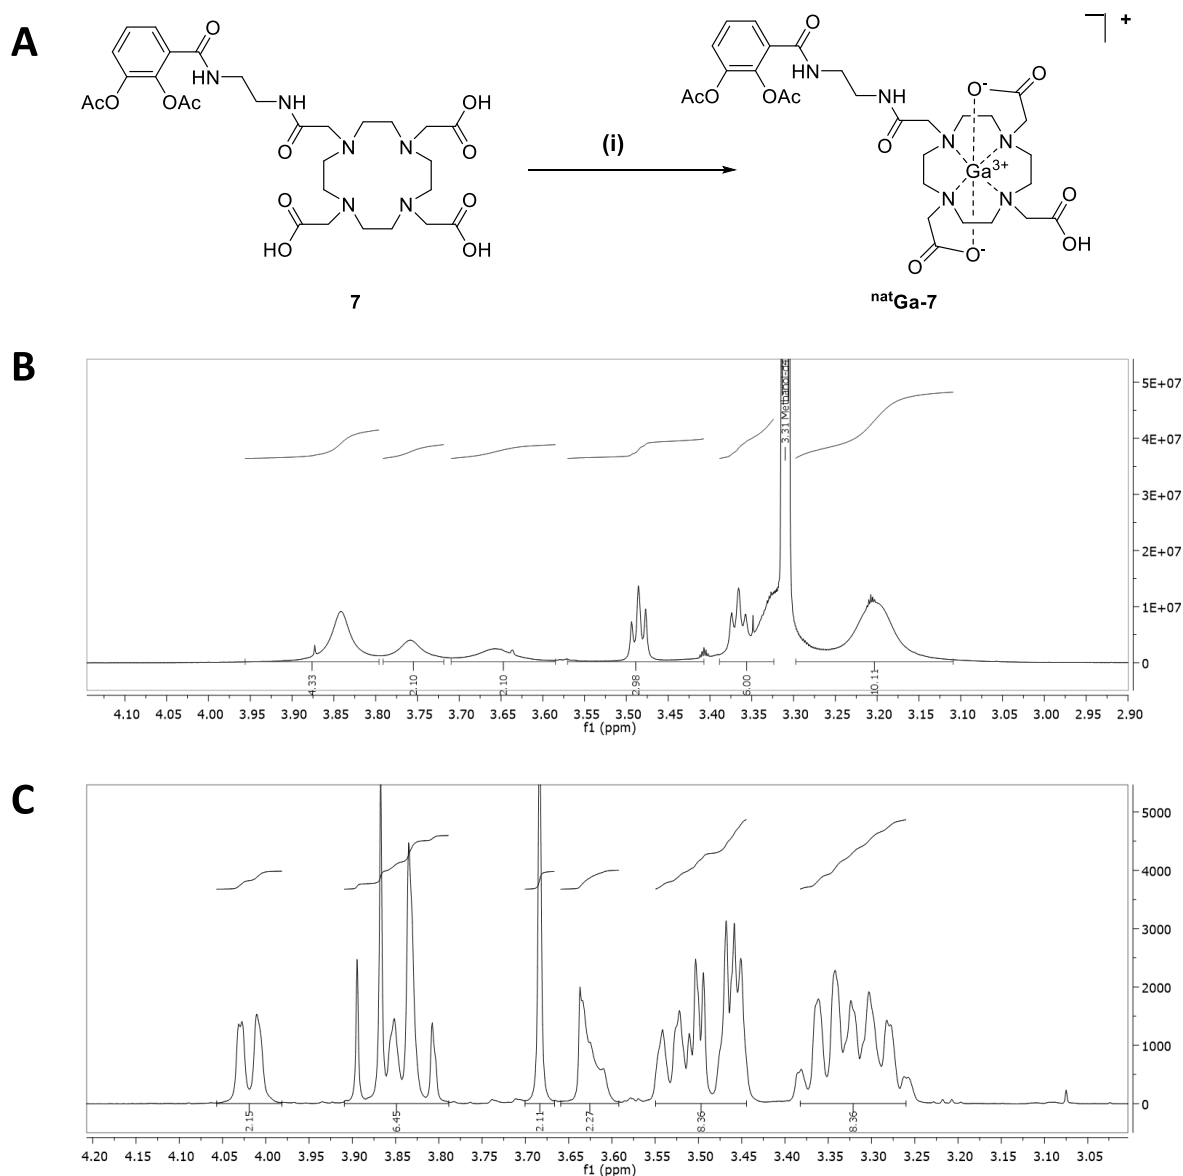 A
O
HN
NH
AcO
OAc
O
OH
O
N
N
N
N
O
HO
O
OH
7
(i)
O
HN
NH
AcO
OAc
O
O-
O
N
N
Ga3+
N
N
O
O-
O
OH
+
natGa-7
B
3.31 Methanol-d
5E+07
4E+07
3E+07
2E+07
1E+07
0
4.33
2.10
2.10
2.98
6.00
10.11
4.10 4.05 4.00 3.95 3.90 3.85 3.80 3.75 3.70 3.65 3.60 3.55 3.50 3.45 3.40 3.35 3.30 3.25 3.20 3.15 3.10 3.05 3.00 2.95 2.90
f1 (ppm)
C
5000
4000
3000
2000
1000
0
2.15
6.45
2.11
2.27
8.36
8.36
4.20 4.15 4.10 4.05 4.00 3.95 3.90 3.85 3.80 3.75 3.70 3.65 3.60 3.55 3.50 3.45 3.40 3.35 3.30 3.25 3.20 3.15 3.10 3.05
f1 (ppm)